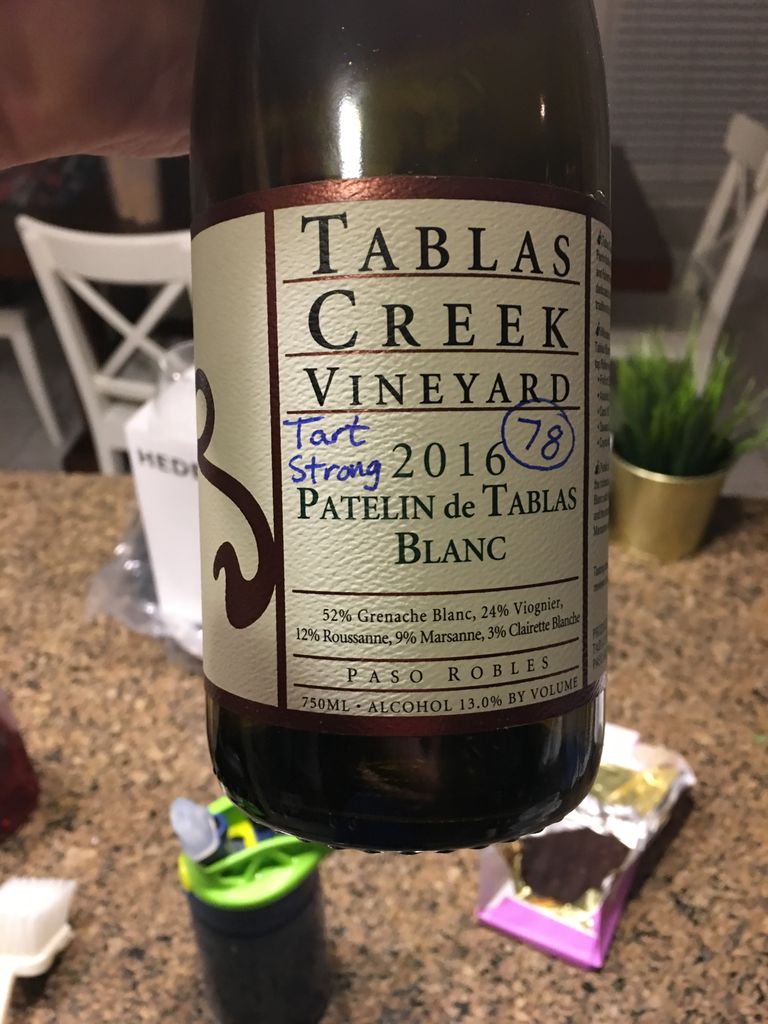 TABLAS
CREEK
VINEYARD
Tart
Strong
78
2016
PATELIN de TABLAS
BLANC
52% Grenache Blanc, 24% Viognier,
12% Roussanne, 9% Marsanne, 3% Clairette Blanche
PASO ROBLES
750ML • ALCOHOL 13.0% BY VOLUME